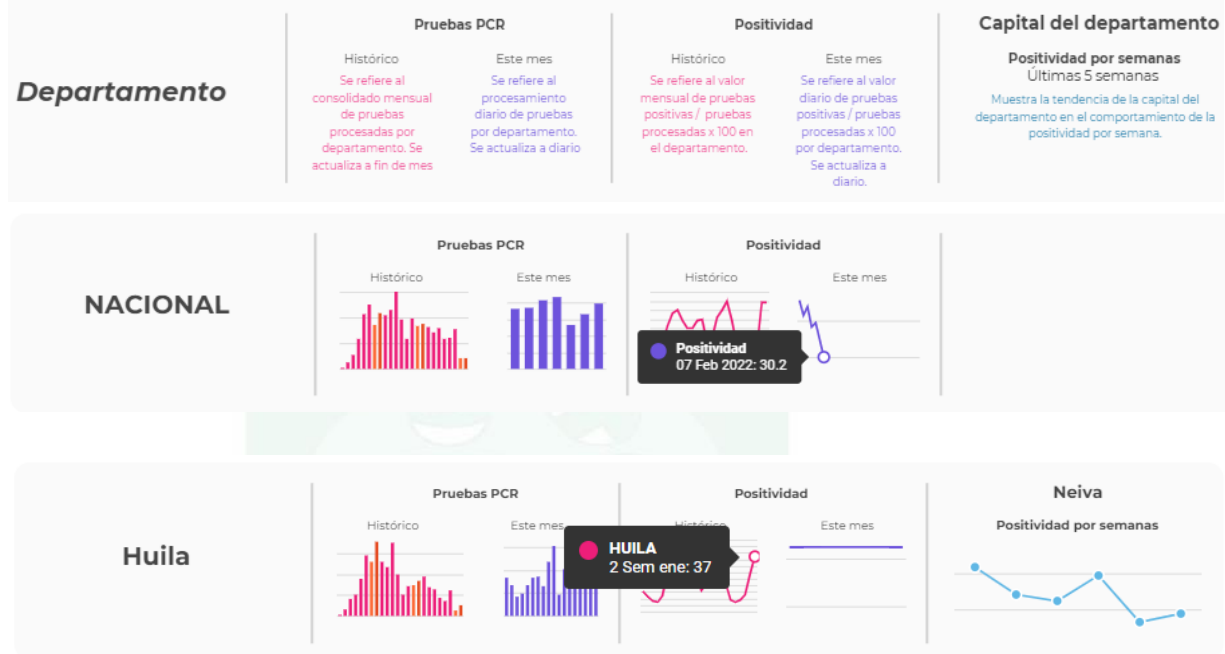 Departamento
Pruebas PCR
Histórico
Se refiere al
consolidado mensual
de pruebas
procesadas por
departamento. Se
actualiza a fin de mes
Este mes
Se refiere al
procesamiento
diario de pruebas
por departamento.
Se actualiza a diario
Positividad
Histórico
Se refiere al valor
mensual de pruebas
positivas / pruebas
procesadas x 100 en
el departamento.
Este mes
Se refiere al valor
diario de pruebas
positivas / pruebas
procesadas x 100
por departamento.
Se actualiza a
diario.
Capital del departamento
Positividad por semanas
Últimas 5 semanas
Muestra la tendencia de la capital del
departamento en el comportamiento de la
positividad por semana.
NACIONAL
Pruebas PCR
Histórico
Este mes
Positividad
Histórico
Este mes
Positividad
07 Feb 2022: 30.2
Huila
Pruebas PCR
Histórico
Este mes
Positividad
Histórico
Este mes
HUILA
2 Sem ene: 37
Neiva
Positividad por semanas